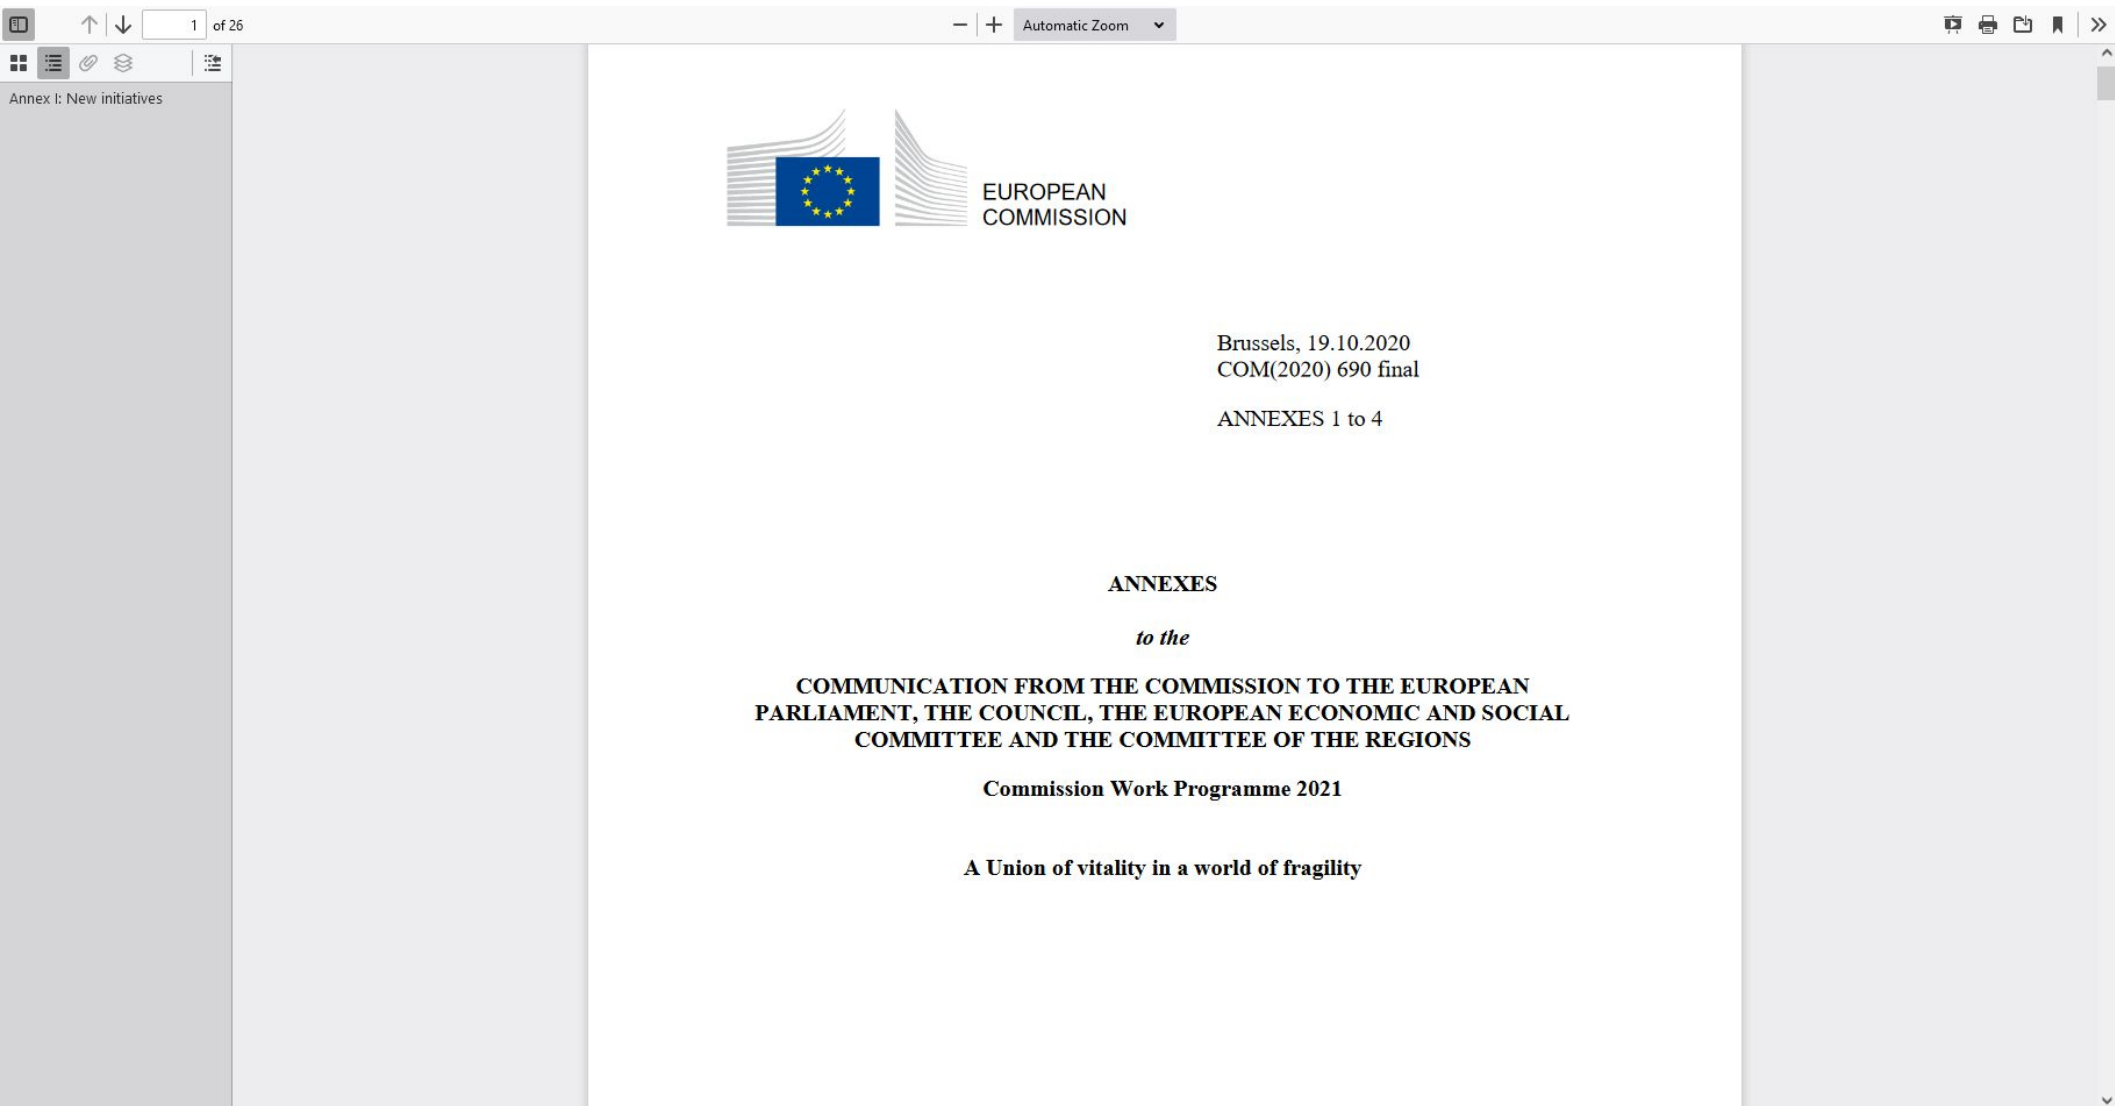 1 of 26
Automatic Zoom
Annex I: New initiatives
EUROPEAN
COMMISSION
Brussels, 19.10.2020
COM(2020) 690 final
ANNEXES 1 to 4
ANNEXES
to the
COMMUNICATION FROM THE COMMISSION TO THE EUROPEAN
PARLIAMENT, THE COUNCIL, THE EUROPEAN ECONOMIC AND SOCIAL
COMMITTEE AND THE COMMITTEE OF THE REGIONS
Commission Work Programme 2021
A Union of vitality in a world of fragility